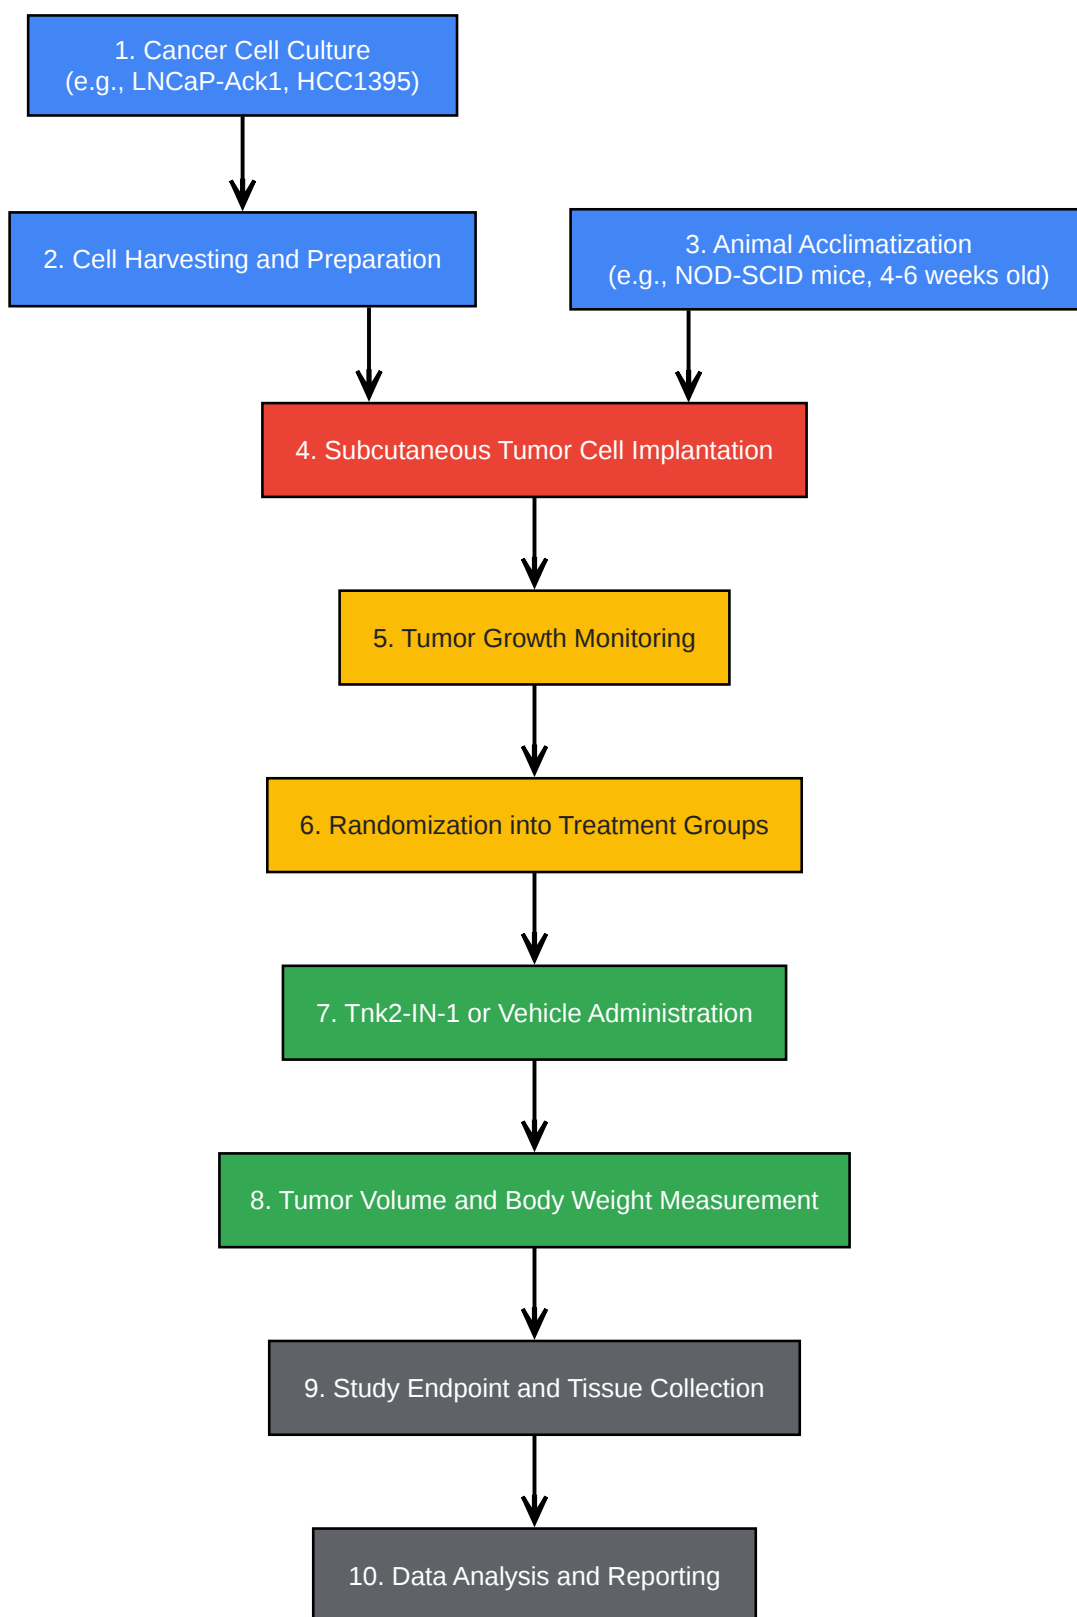 1. Cancer Cell Culture
(e.g., LNCaP-Ack1, HCC1395)
2. Cell Harvesting and Preparation
3. Animal Acclimatization
(e.g., NOD-SCID mice, 4-6 weeks old)
4. Subcutaneous Tumor Cell Implantation
5. Tumor Growth Monitoring
6. Randomization into Treatment Groups
7. Tnk2-IN-1 or Vehicle Administration
8. Tumor Volume and Body Weight Measurement
9. Study Endpoint and Tissue Collection
10. Data Analysis and Reporting